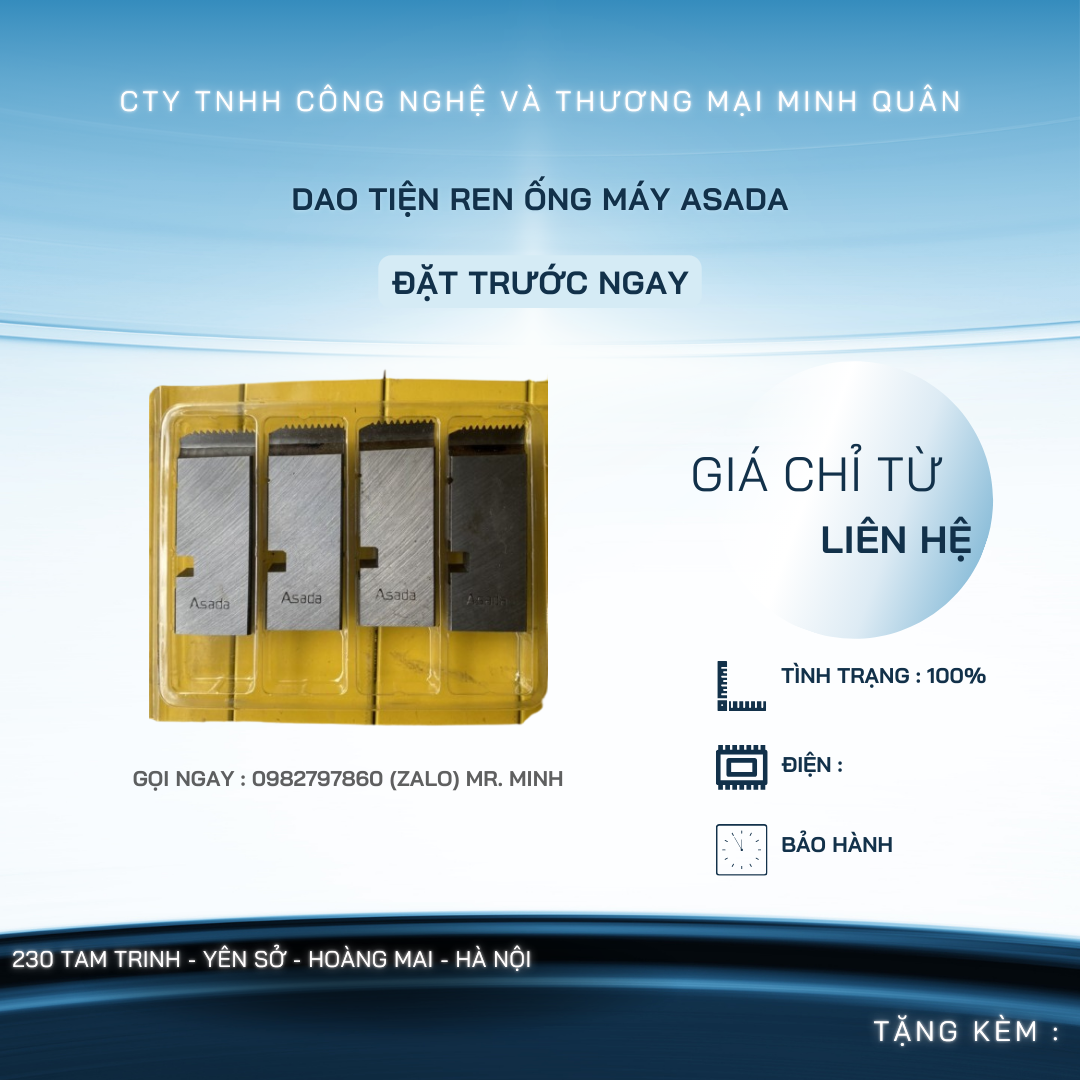 CTY TNHH CÔNG NGHỆ VÀ THƯƠNG MẠI MINH QUÂN
DAO TIỆN REN ỐNG MÁY ASADA
ĐẶT TRƯỚC NGAY
GIÁ CHỈ TỪ
LIÊN HỆ
Asada
Asada
Asada
Asada
TÌNH TRẠNG : 100%
ĐIỆN :
BẢO HÀNH
GỌI NGAY : 0982797860 (ZALO) MR. MINH
230 TAM TRINH - YÊN SỞ - HOÀNG MAI - HÀ NỘI
TẶNG KÈM :